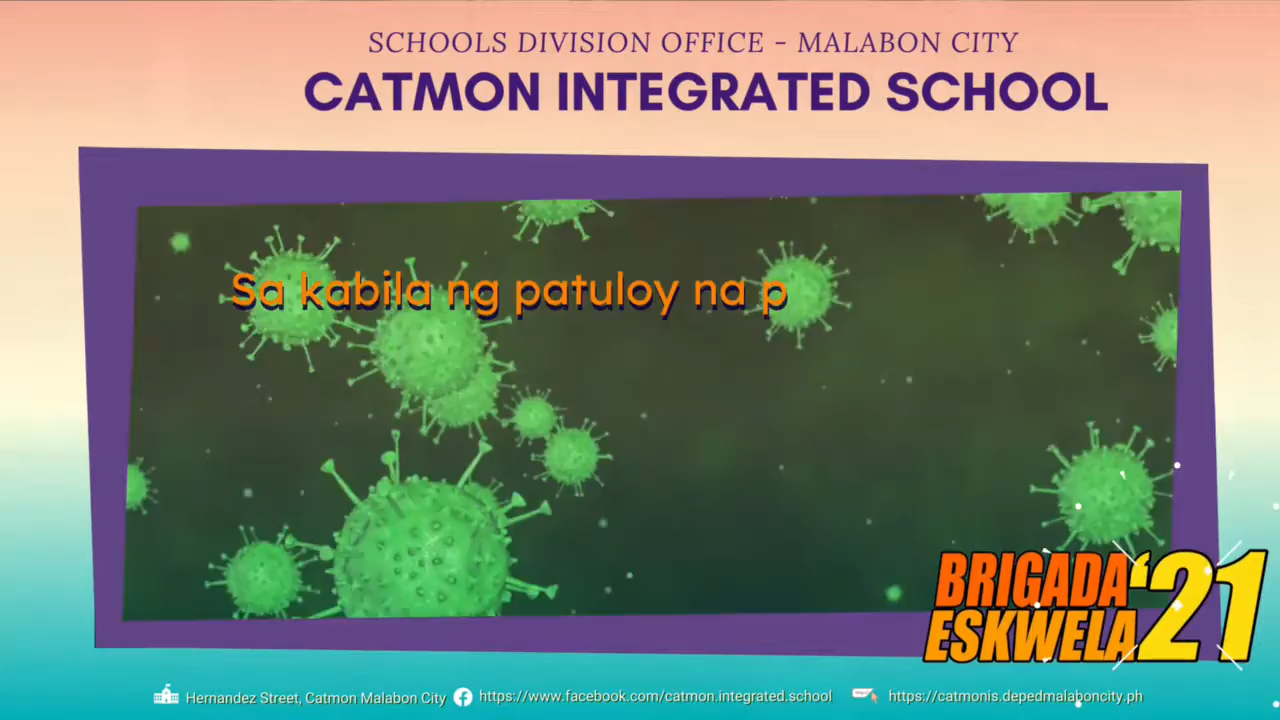 SCHOOLS DIVISION OFFICE - MALABON CITY
CATMON INTEGRATED SCHOOL
Sa kabila ng patuloy na p
BRIGADA
ESKWELA
'21
Hernandez Street, Catmon Malabon City
https://www.facebook.com/catmon.integrated.school
https://catmonis.depedmalaboncity.ph